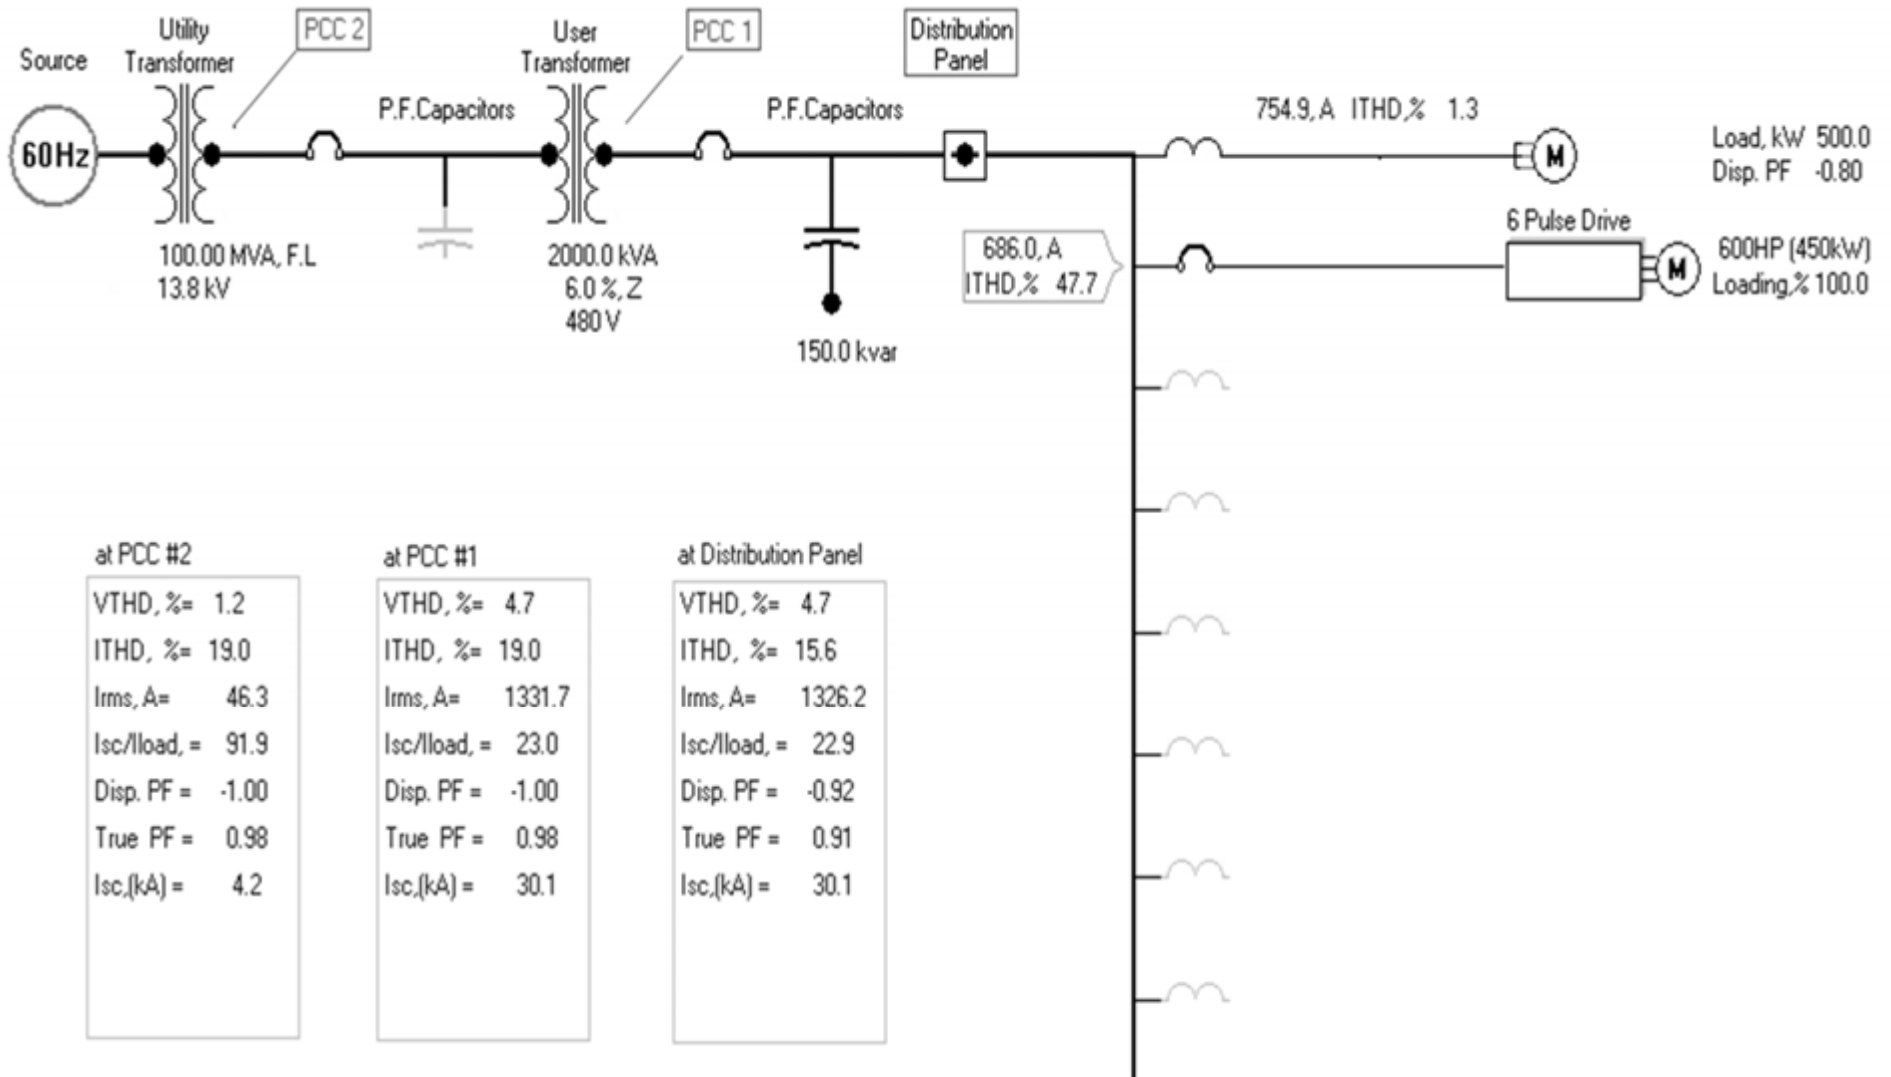 Source
Utility
Transformer
PCC 2
User
Transformer
PCC 1
Distribution
Panel
60Hz
P.F.Capacitors
P.F.Capacitors
754.9, A ITHD,% 1.3
M
Load, kW 500.0
Disp. PF -0.80
100.00 MVA, F.L
13.8 kV
2000.0 kVA
6.0 %, Z
480 V
150.0 kvar
686.0, A
ITHD,% 47.7
6 Pulse Drive
M
600HP (450kW)
Loading,% 100.0
at PCC #2
VTHD, %= 1.2
ITHD, %= 19.0
Irms, A= 46.3
Isc/Iload, = 91.9
Disp. PF = -1.00
True PF = 0.98
Isc,(kA) = 4.2
at PCC #1
VTHD, %= 4.7
ITHD, %= 19.0
Irms, A= 1331.7
Isc/Iload, = 23.0
Disp. PF = -1.00
True PF = 0.98
Isc,(kA) = 30.1
at Distribution Panel
VTHD, %= 4.7
ITHD, %= 15.6
Irms, A= 1326.2
Isc/Iload, = 22.9
Disp. PF = -0.92
True PF = 0.91
Isc,(kA) = 30.1